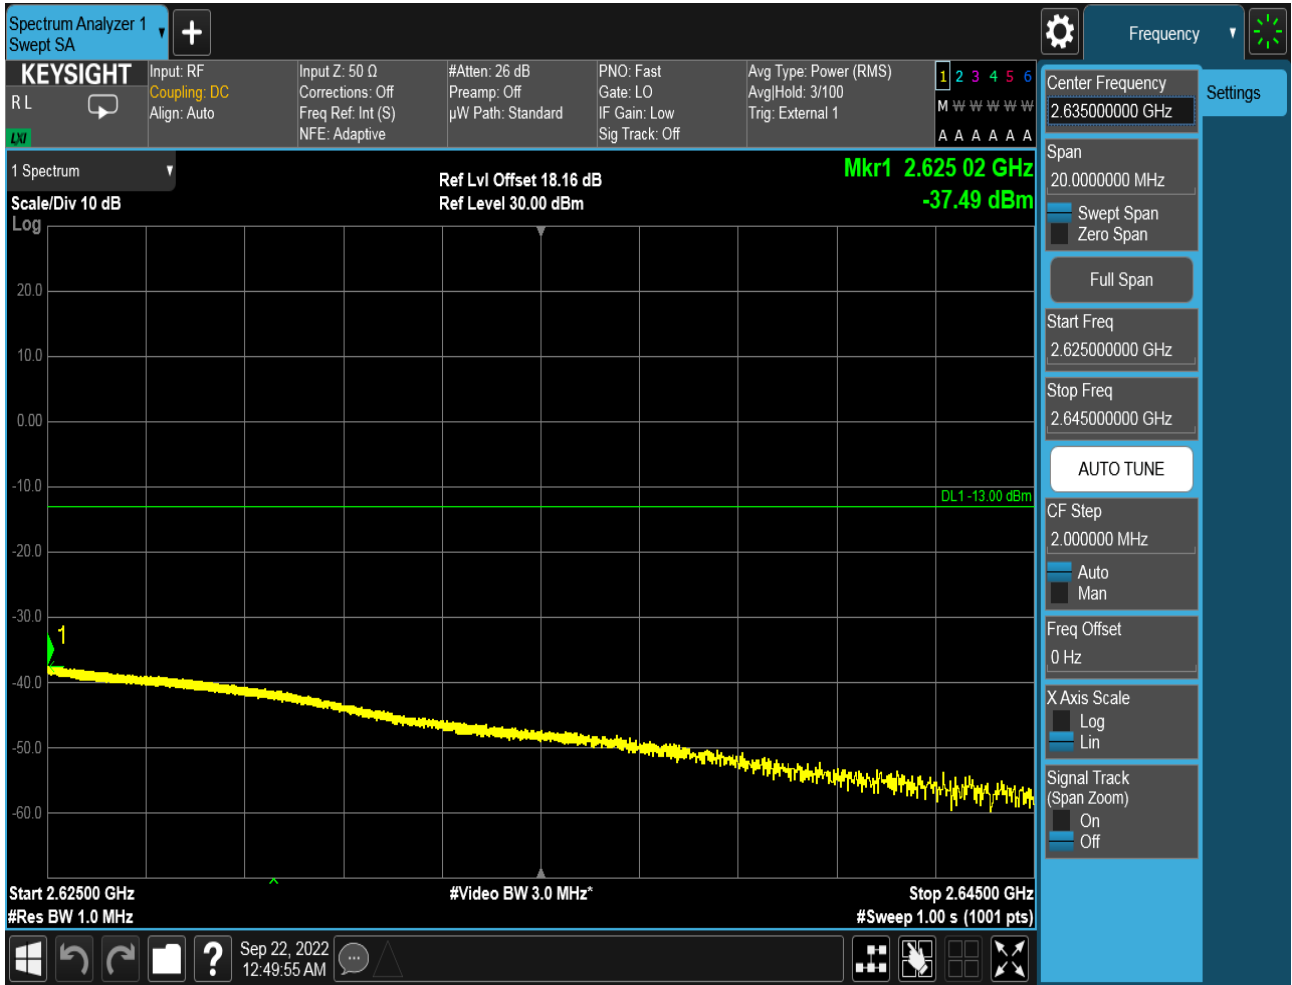 Spectrum Analyzer 1
Swept SA
Frequency
KEYSIGHT
R L
LXI
Input: RF
Coupling: DC
Align: Auto
Input Z: 50 Ω
Corrections: Off
Freq Ref: Int (S)
NFE: Adaptive
#Atten: 26 dB
Preamp: Off
µW Path: Standard
PNO: Fast
Gate: LO
IF Gain: Low
Sig Track: Off
Avg Type: Power (RMS)
Avg|Hold: 3/100
Trig: External 1
1 2 3 4 5 6
M W W W W W
A A A A A A
Settings
Center Frequency
2.635000000 GHz
Span
20.0000000 MHz
Swept Span
Zero Span
Full Span
Start Freq
2.625000000 GHz
Stop Freq
2.645000000 GHz
AUTO TUNE
CF Step
2.000000 MHz
Auto
Man
Freq Offset
0 Hz
X Axis Scale
Log
Lin
Signal Track
(Span Zoom)
On
Off
1 Spectrum
Scale/Div 10 dB
Log
Ref Lvl Offset 18.16 dB
Ref Level 30.00 dBm
Mkr1 2.625 02 GHz
-37.49 dBm
20.0
10.0
0.00
-10.0
DL1 -13.00 dBm
-20.0
-30.0
1
-40.0
-50.0
-60.0
Start 2.62500 GHz
#Res BW 1.0 MHz
#Video BW 3.0 MHz*
Stop 2.64500 GHz
#Sweep 1.00 s (1001 pts)
?
Sep 22, 2022
12:49:55 AM